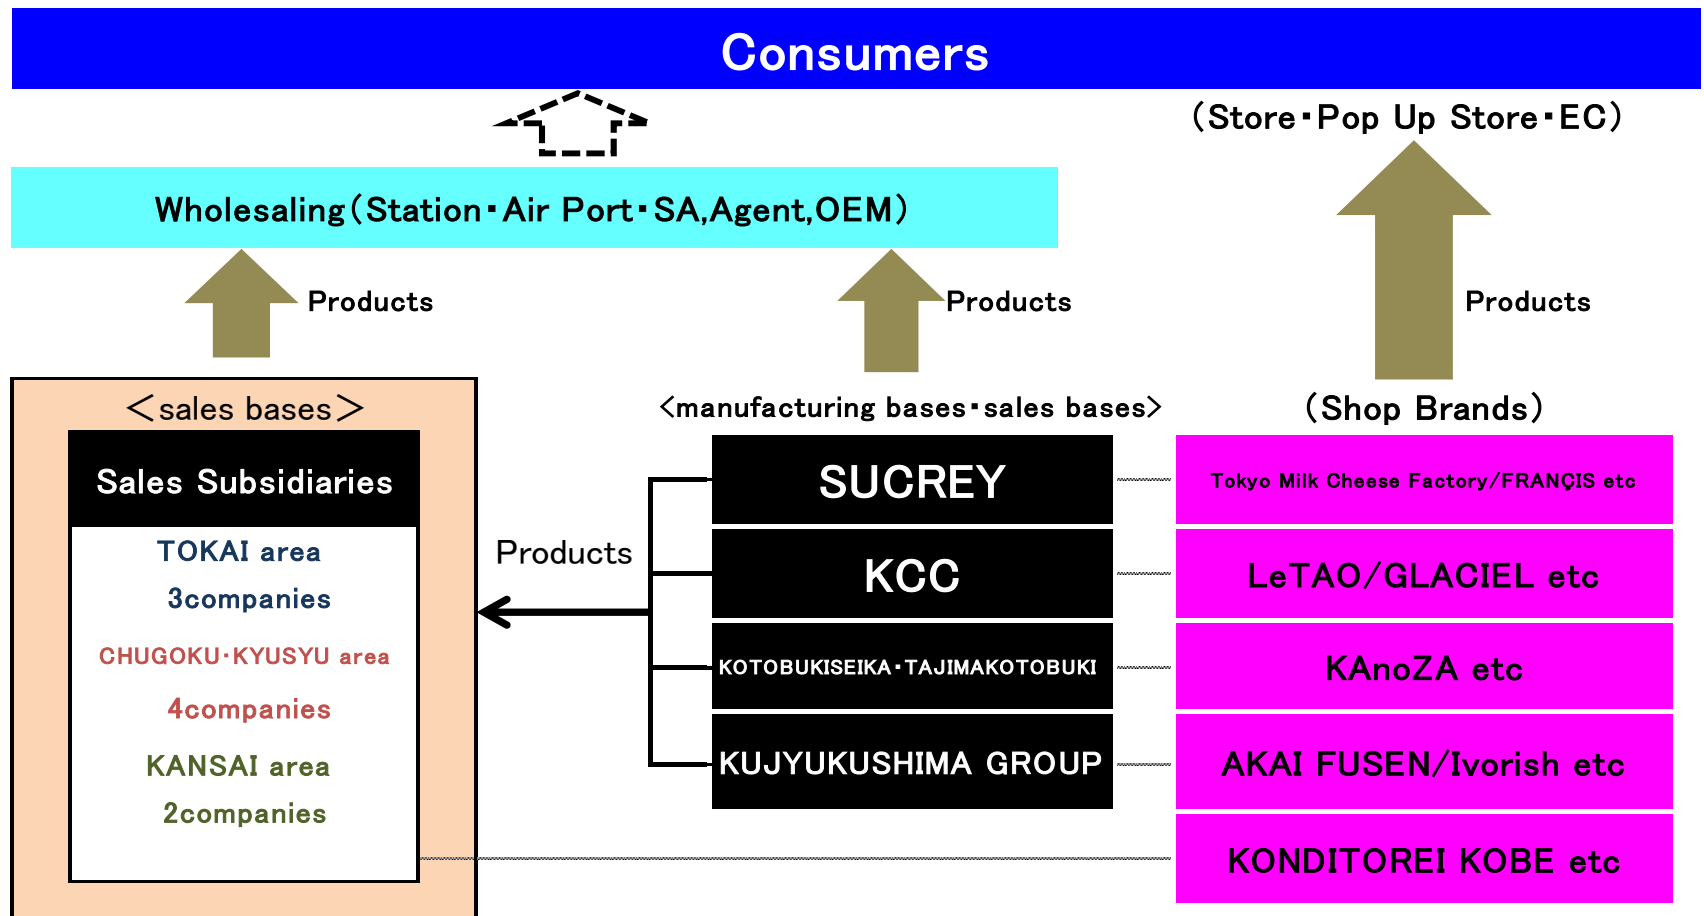 Consumers
(Store・Pop Up Store・EC)
Wholesaling(Station・Air Port・SA,Agent,OEM)
Products
Products
Products
<sales bases>
<manufacturing bases・sales bases>
(Shop Brands)
Sales Subsidiaries
TOKAI area
3companies
CHUGOKU・KYUSYU area
4companies
KANSAI area
2companies
Products
SUCREY
KCC
KOTOBUKISEIKA・TAJIMAKOTOBUKI
KUJYUKUSHIMA GROUP
Tokyo Milk Cheese Factory/FRANÇIS etc
LeTAO/GLACIEL etc
KAnoZA etc
AKAI FUSEN/Ivorish etc
KONDITOREI KOBE etc